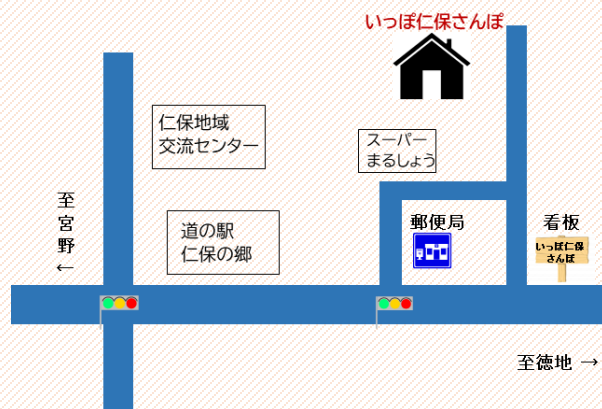 いっぽ仁保さんぽ
仁保地域
交流センター
スーパー
まるしょう
至宮野←
道の駅
仁保の郷
郵便局
看板
いっぽ仁保
さんぽ
至徳地 →